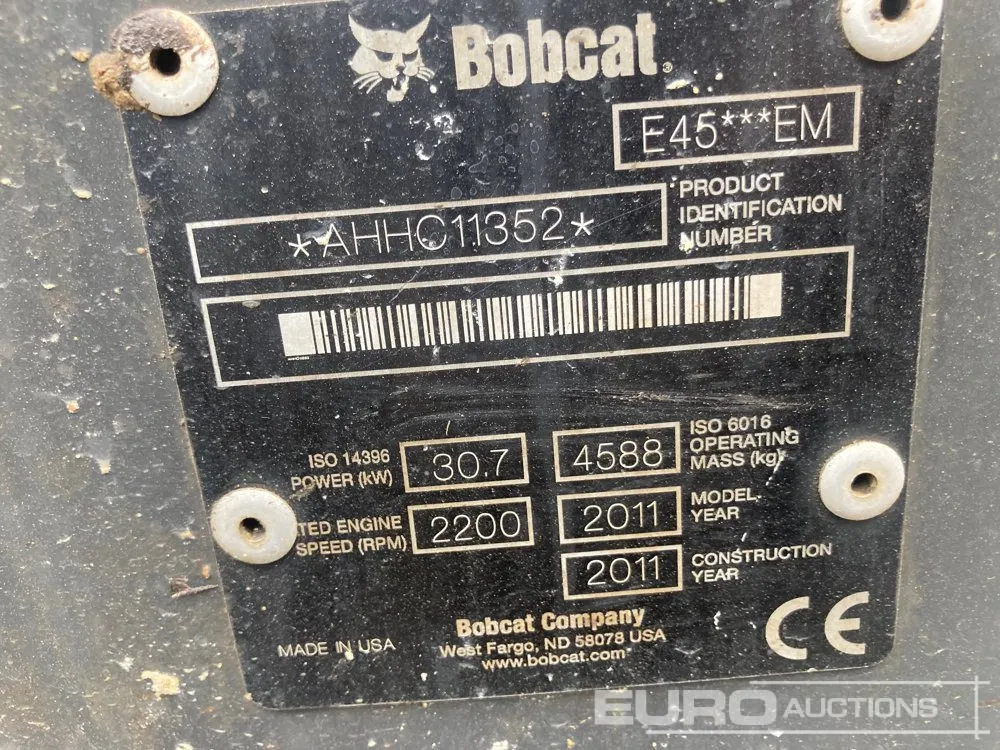 Bobcat®
E45***EM
PRODUCT
IDENTIFICATION
NUMBER
*AHHC11352*
ISO 14396
POWER (kW)
30.7
4588
ISO 6016
OPERATING
MASS (kg)
TED ENGINE
SPEED (RPM)
2200
2011
MODEL
YEAR
2011
CONSTRUCTION
YEAR
MADE IN USA
Bobcat Company
West Fargo, ND 58078 USA
www.bobcat.com
CE
EURO AUCTIONS